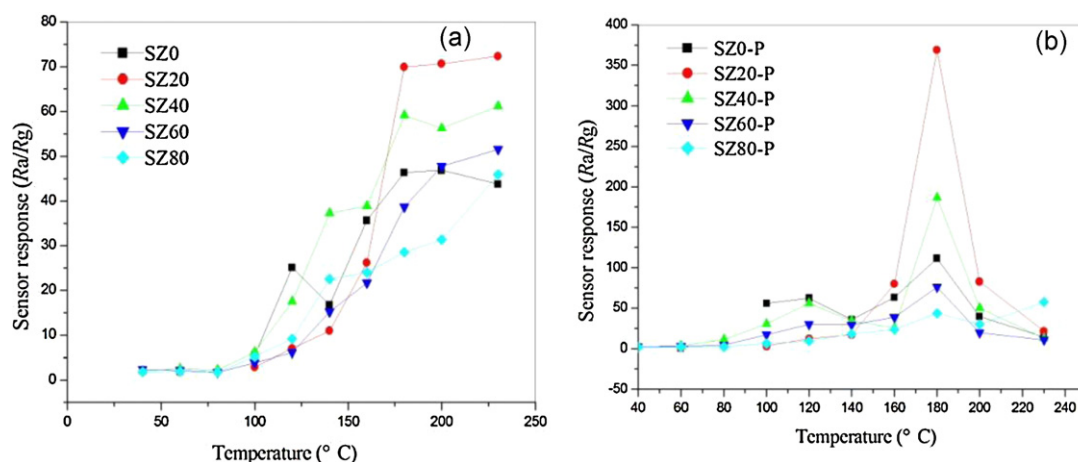 (a)
80
70
60
50
40
30
20
10
0
Sensor response (Ra/Rg)
SZ0
SZ20
SZ40
SZ60
SZ80
0 50 100 150 200 250
Temperature (° C)
(b)
400
350
300
250
200
150
100
50
0
-50
Sensor response (Ra/Rg)
SZ0-P
SZ20-P
SZ40-P
SZ60-P
SZ80-P
40 60 80 100 120 140 160 180 200 220 240
Temperature (° C)